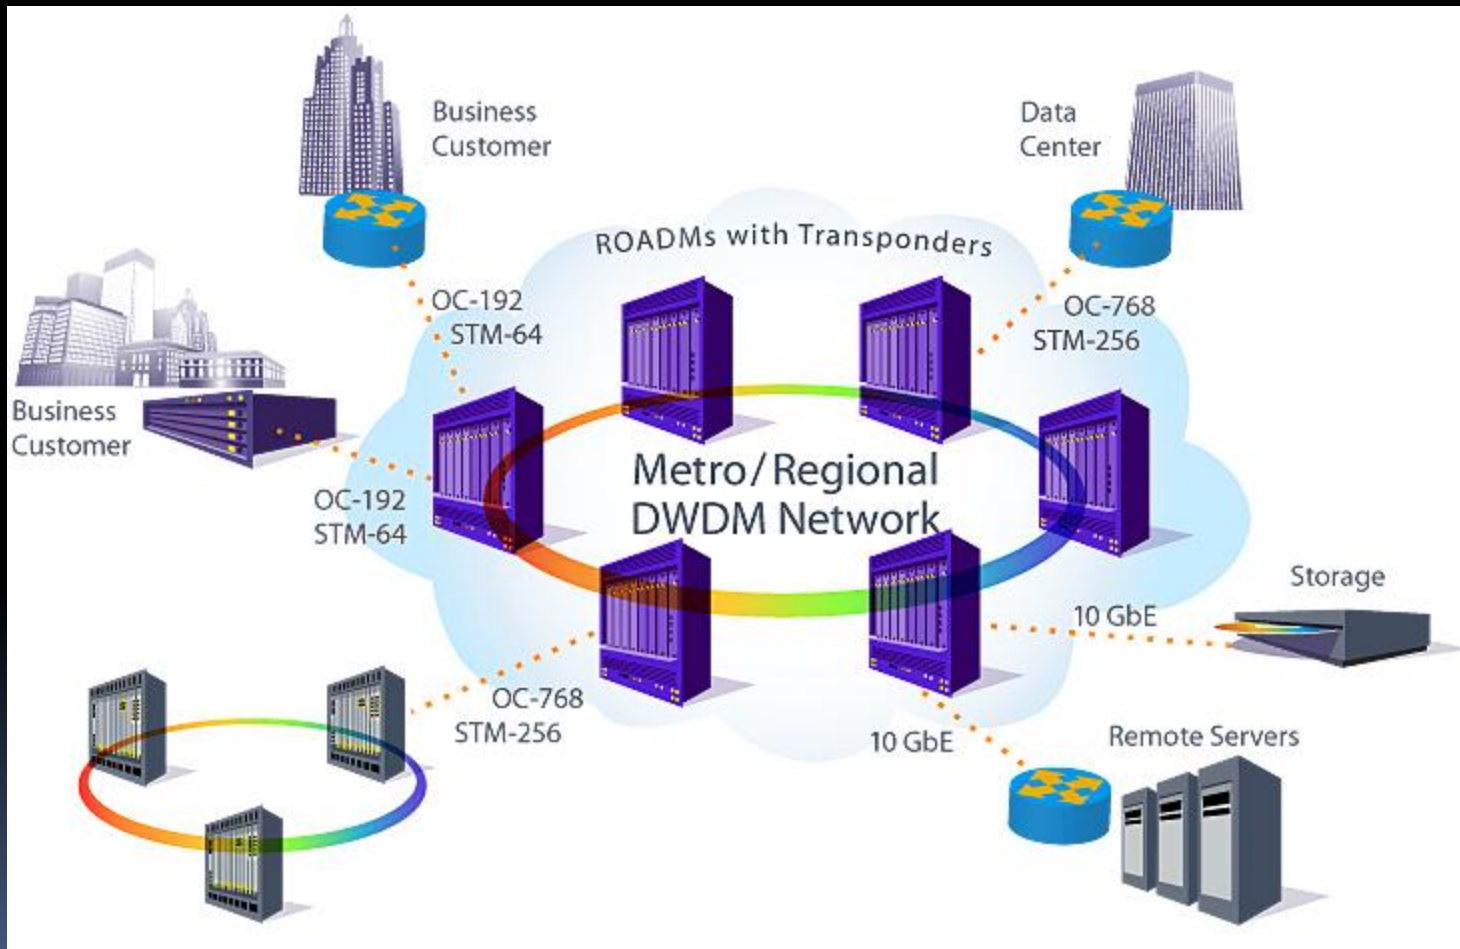 Business
Customer
Data
Center
ROADMs with Transponders
OC-192
STM-64
OC-768
STM-256
Business
Customer
Metro/Regional
DWDM Network
OC-192
STM-64
Storage
10 GbE
OC-768
STM-256
10 GbE
Remote Servers